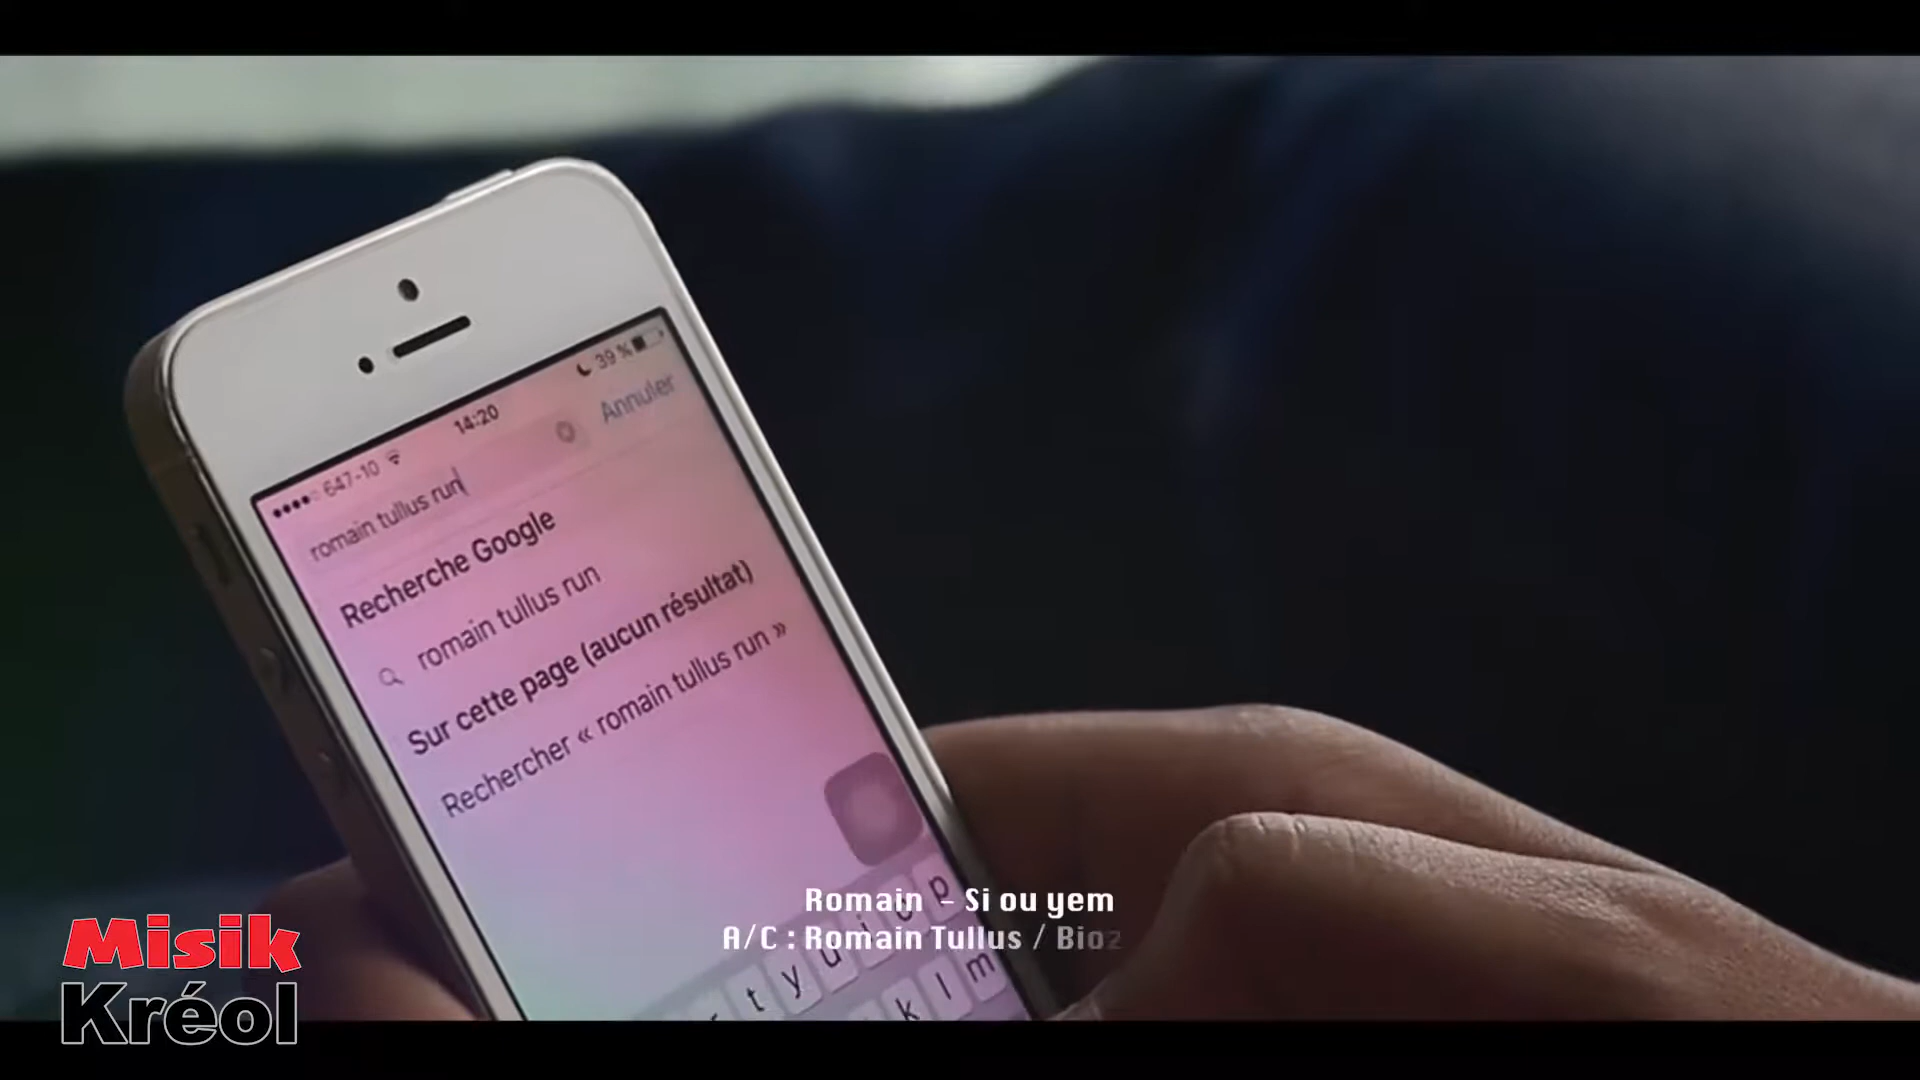 39 %
14:20
647-10
Annuler
romain tullus run
Recherche Google
romain tullus run
Sur cette page (aucun résultat)
Rechercher « romain tullus run »
p
t y u i o
k l m
Romain - Si ou yem
A/C : Romain Tullus / Bio
Misik
Kréol